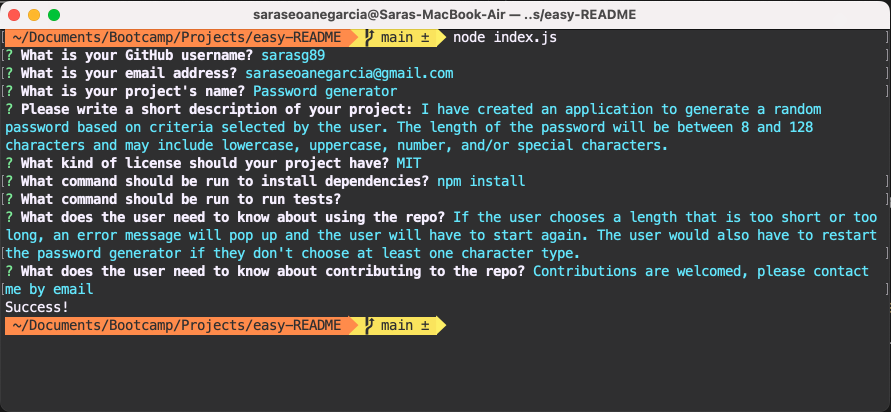 saraseoanegarcia@Saras-MacBook-Air — ..s/easy-README
~/Documents/Bootcamp/Projects/easy-README main ± node index.js
? What is your GitHub username? sarasg89
? What is your email address? saraseoanegarcia@gmail.com
? What is your project's name? Password generator
? Please write a short description of your project: I have created an application to generate a random
password based on criteria selected by the user. The length of the password will be between 8 and 128
characters and may include lowercase, uppercase, number, and/or special characters.
? What kind of license should your project have? MIT
? What command should be run to install dependencies? npm install
? What command should be run to run tests?
? What does the user need to know about using the repo? If the user chooses a length that is too short or too
long, an error message will pop up and the user will have to start again. The user would also have to restart
the password generator if they don't choose at least one character type.
? What does the user need to know about contributing to the repo? Contributions are welcomed, please contact
me by email
Success!
~/Documents/Bootcamp/Projects/easy-README main ±